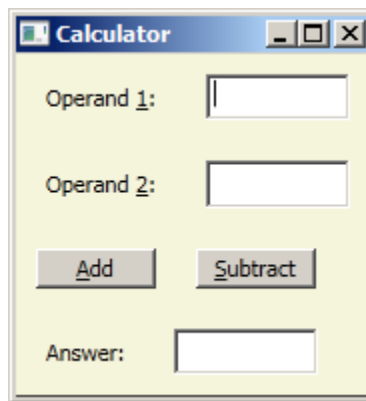 Calculator
Operand 1:
Operand 2:
Add Subtract
Answer: